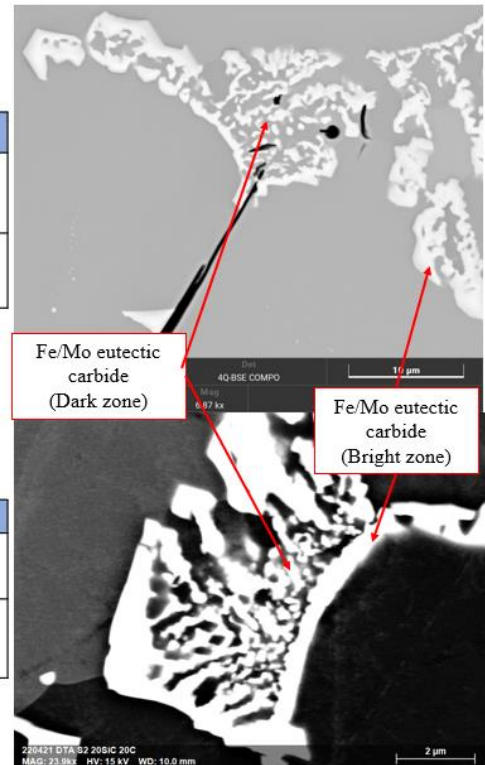 Det
4Q-BSE COMPO
10 µm
Mag
6.87 kx
Fe/Mo eutectic
carbide
(Dark zone)
Fe/Mo eutectic
carbide
(Bright zone)
220421 DTA S2 20SiC 20C
MAG: 23.9kx HV: 15 kV WD: 10.0 mm
2 µm